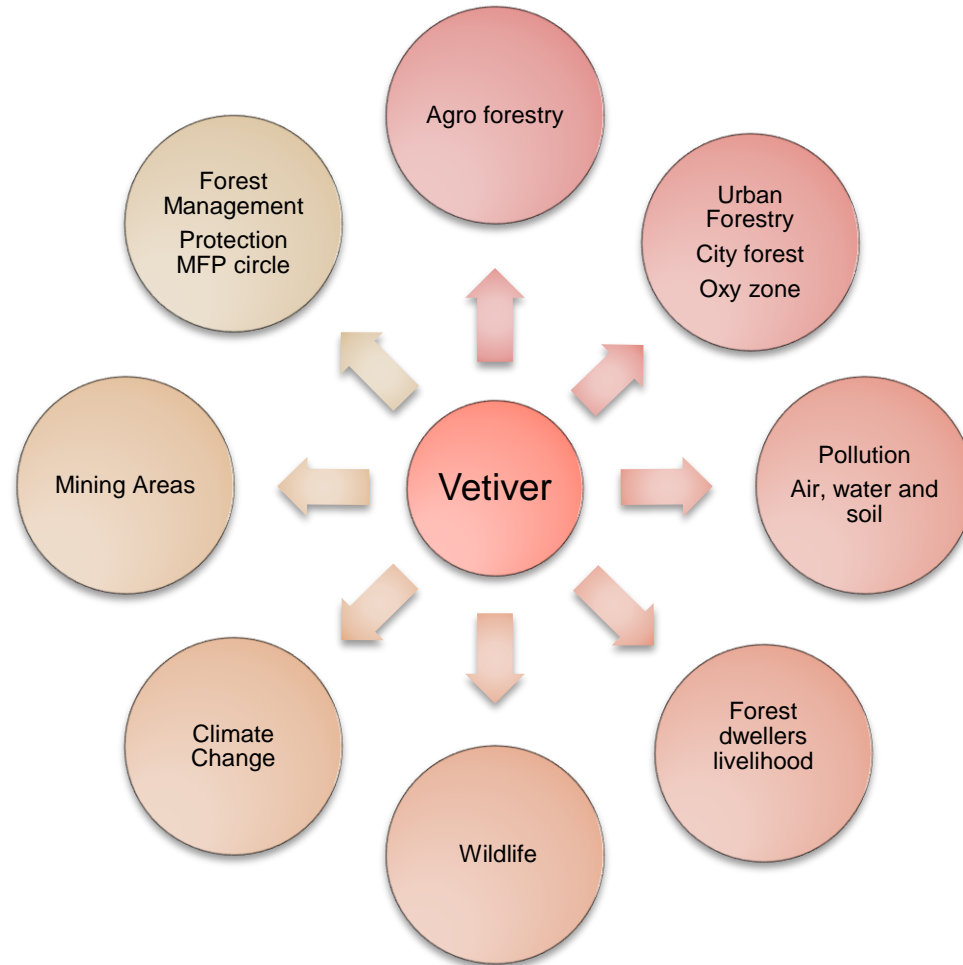 Agro forestry
Urban
Forestry
City forest
Oxy zone
Pollution
Air, water and
soil
Forest
dwellers
livelihood
Wildlife
Climate
Change
Mining Areas
Forest
Management
Protection
MFP circle
Vetiver